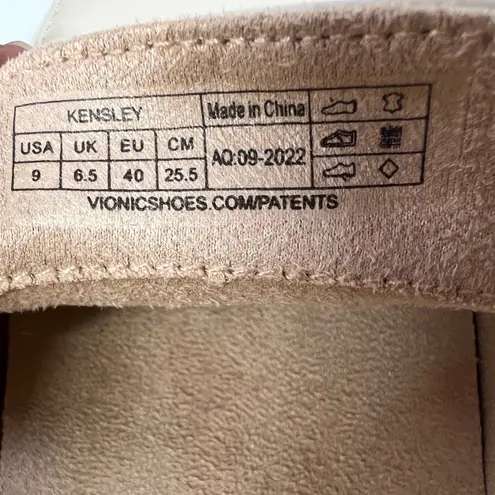 KENSLEY
Made in China
USA UK EU CM
9 6.5 40 25.5
AQ:09-2022
VIONICSHOES.COM/PATENTS